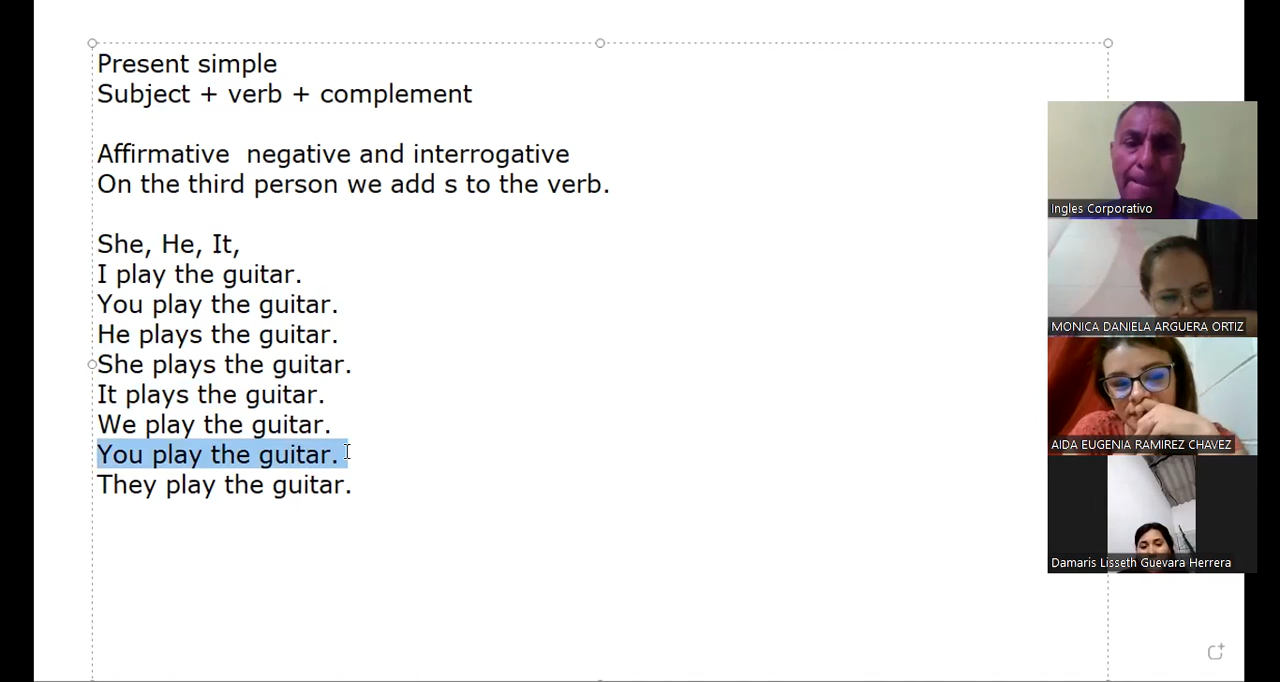 Present simple
Subject + verb + complement
Affirmative  negative and interrogative
On the third person we add s to the verb.
She, He, It,
I play the guitar.
You play the guitar.
He plays the guitar.
She plays the guitar.
It plays the guitar.
We play the guitar.
You play the guitar.
They play the guitar.
Ingles Corporativo
MONICA DANIELA ARGUERA ORTIZ
AIDA EUGENIA RAMIREZ CHAVEZ
Damaris Lisseth Guevara Herrera